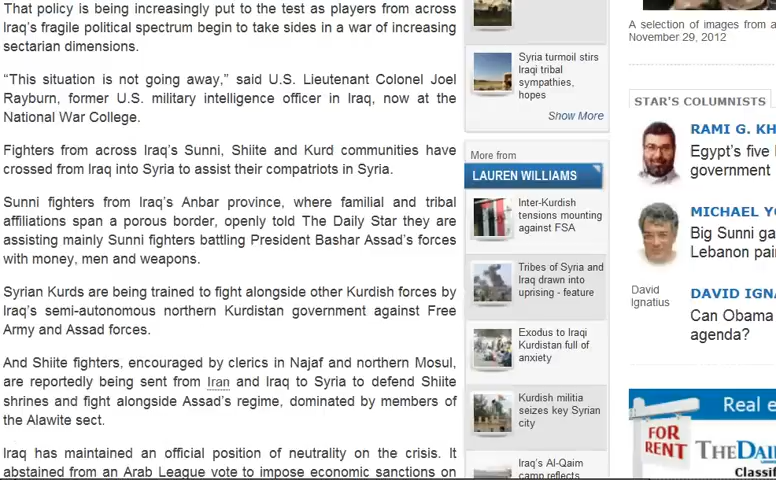 That policy is being increasingly put to the test as players from across
Iraq's fragile political spectrum begin to take sides in a war of increasing
sectarian dimensions.
“This situation is not going away,” said U.S. Lieutenant Colonel Joel
Rayburn, former U.S. military intelligence officer in Iraq, now at the
National War College.
Fighters from across Iraq’s Sunni, Shiite and Kurd communities have
crossed from Iraq into Syria to assist their compatriots in Syria.
Sunni fighters from Iraq’s Anbar province, where familial and tribal
affiliations span a porous border, openly told The Daily Star they are
assisting mainly Sunni fighters battling President Bashar Assad’s forces
with money, men and weapons.
Syrian Kurds are being trained to fight alongside other Kurdish forces by
Iraq’s semi-autonomous northern Kurdistan government against Free
Army and Assad forces.
And Shiite fighters, encouraged by clerics in Najaf and northern Mosul,
are reportedly being sent from Iran and Iraq to Syria to defend Shiite
shrines and fight alongside Assad’s regime, dominated by members of
the Alawite sect.
Iraq has maintained an official position of neutrality on the crisis. It
abstained from an Arab League vote to impose economic sanctions on
Syria turmoil stirs
Iraqi tribal
sympathies,
hopes
Show More
More from
LAUREN WILLIAMS
Inter-Kurdish
tensions mounting
against FSA
Tribes of Syria and
Iraq drawn into
uprising - feature
Exodus to Iraqi
Kurdistan full of
anxiety
Kurdish militia
seizes key Syrian
city
Iraq's Al-Qaim
camp reflects
A selection of images from a
November 29, 2012
STAR'S COLUMNISTS
RAMI G. KH
Egypt's five
government
MICHAEL YO
Big Sunni ga
Lebanon pai
David
Ignatius
DAVID IGNA
Can Obama
agenda?
Real e
FOR
RENT
THE DAI
Classif